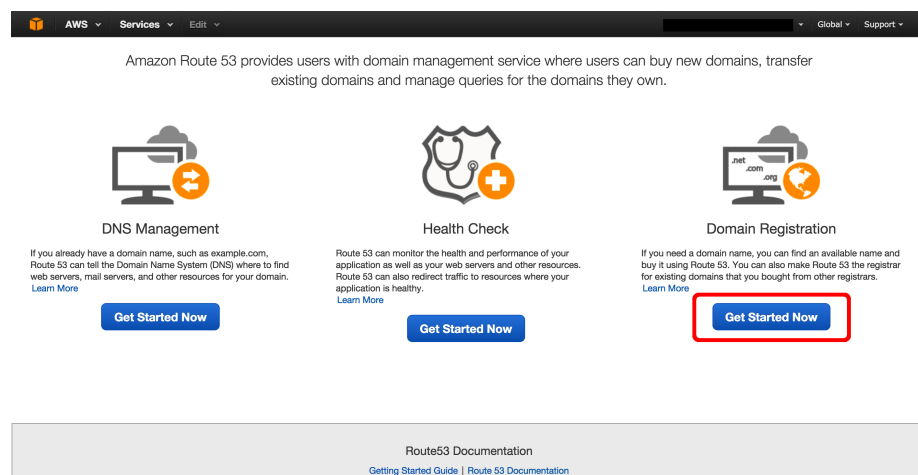 AWS Services Edit Global Support
Amazon Route 53 provides users with domain management service where users can buy new domains, transfer
existing domains and manage queries for the domains they own.
DNS Management
If you already have a domain name, such as example.com,
Route 53 can tell the Domain Name System (DNS) where to find
web servers, mail servers, and other resources for your domain.
Learn More
Get Started Now
Health Check
Route 53 can monitor the health and performance of your
application as well as your web servers and other resources.
Route 53 can also redirect traffic to resources where your
application is healthy.
Learn More
Get Started Now
.net
.com
.org
Domain Registration
If you need a domain name, you can find an available name and
buy it using Route 53. You can also make Route 53 the registrar
for existing domains that you bought from other registrars.
Learn More
Get Started Now
Route53 Documentation
Getting Started Guide | Route 53 Documentation